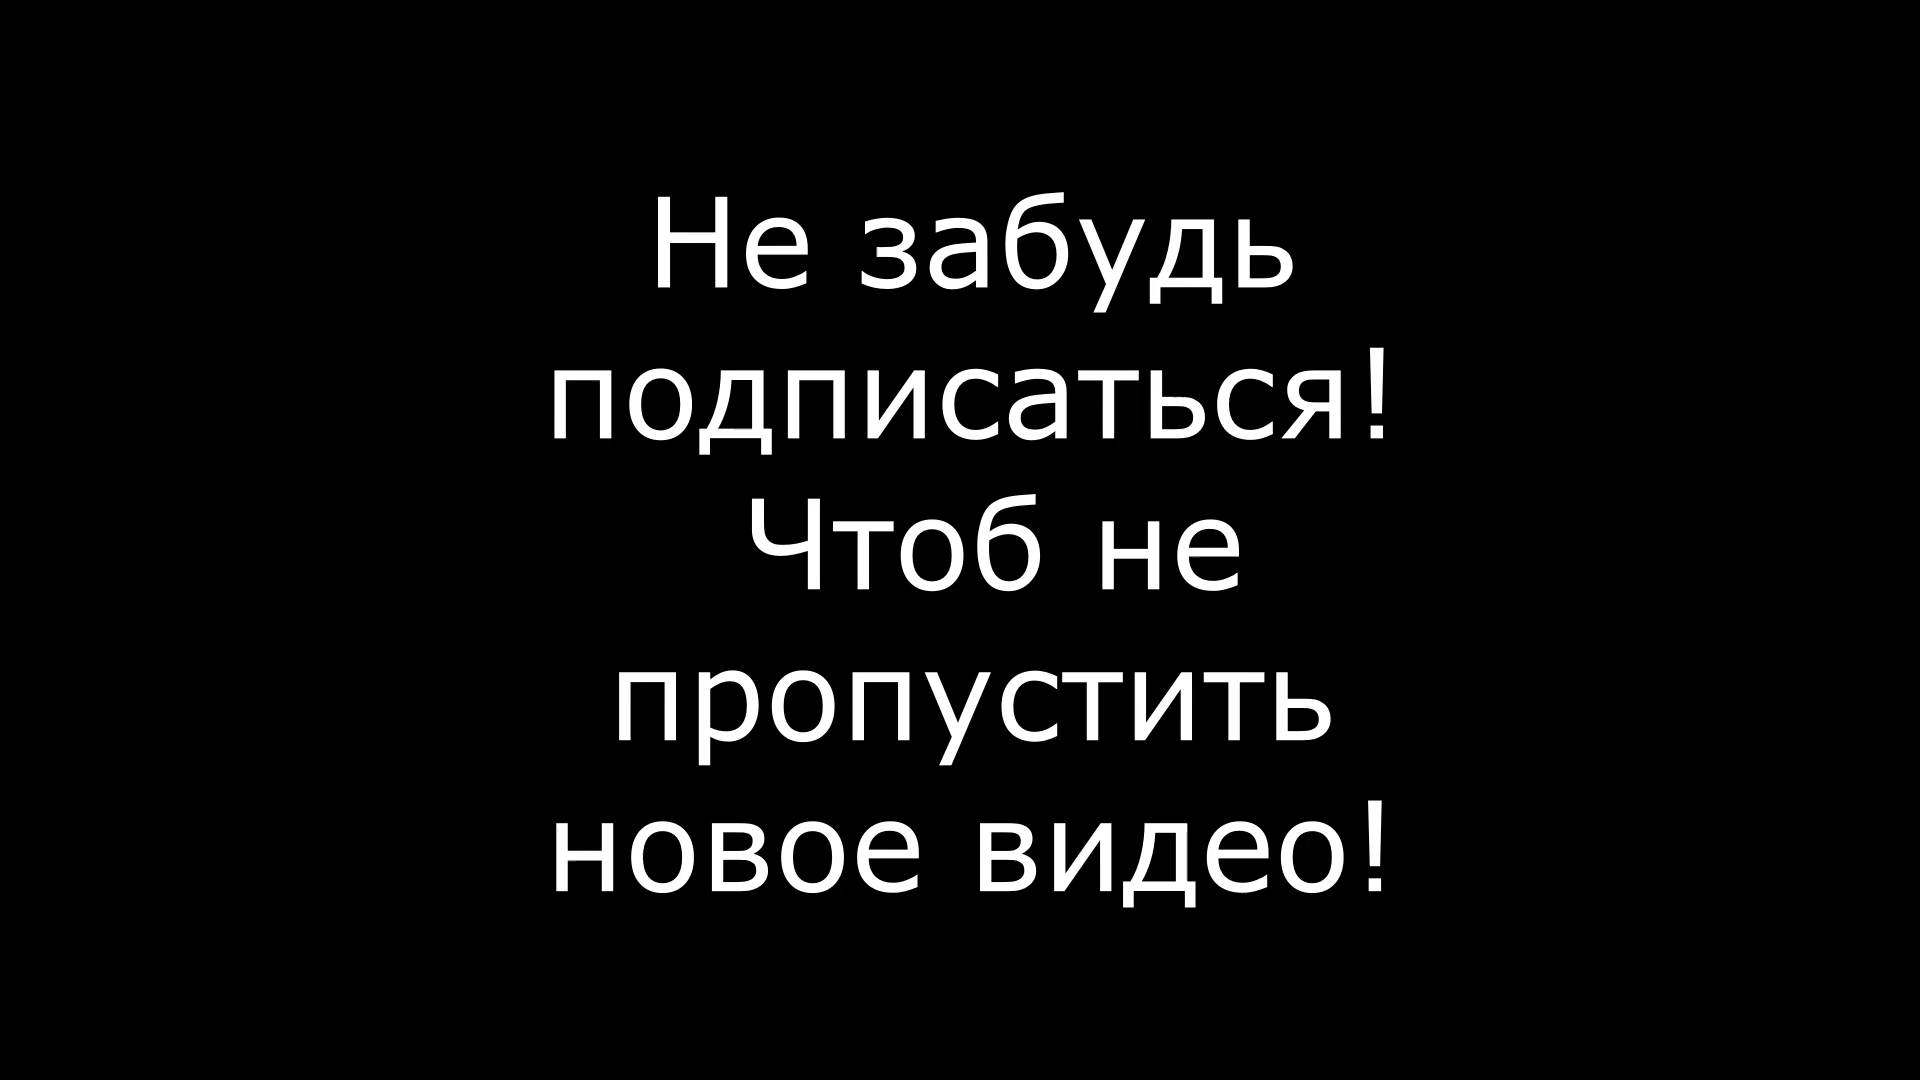 Не забудь
подписаться!
Чтоб не
пропустить
новое видео!